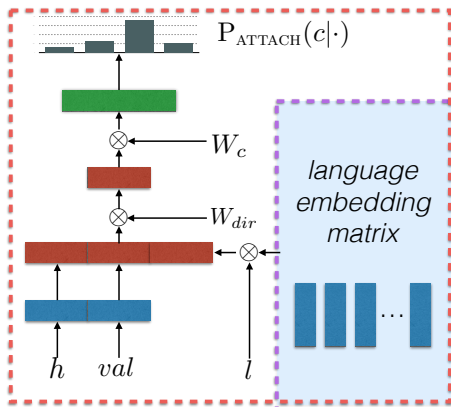 P_ATTACH(c|·)
W_c
W_dir
language
embedding
matrix
...
h val l